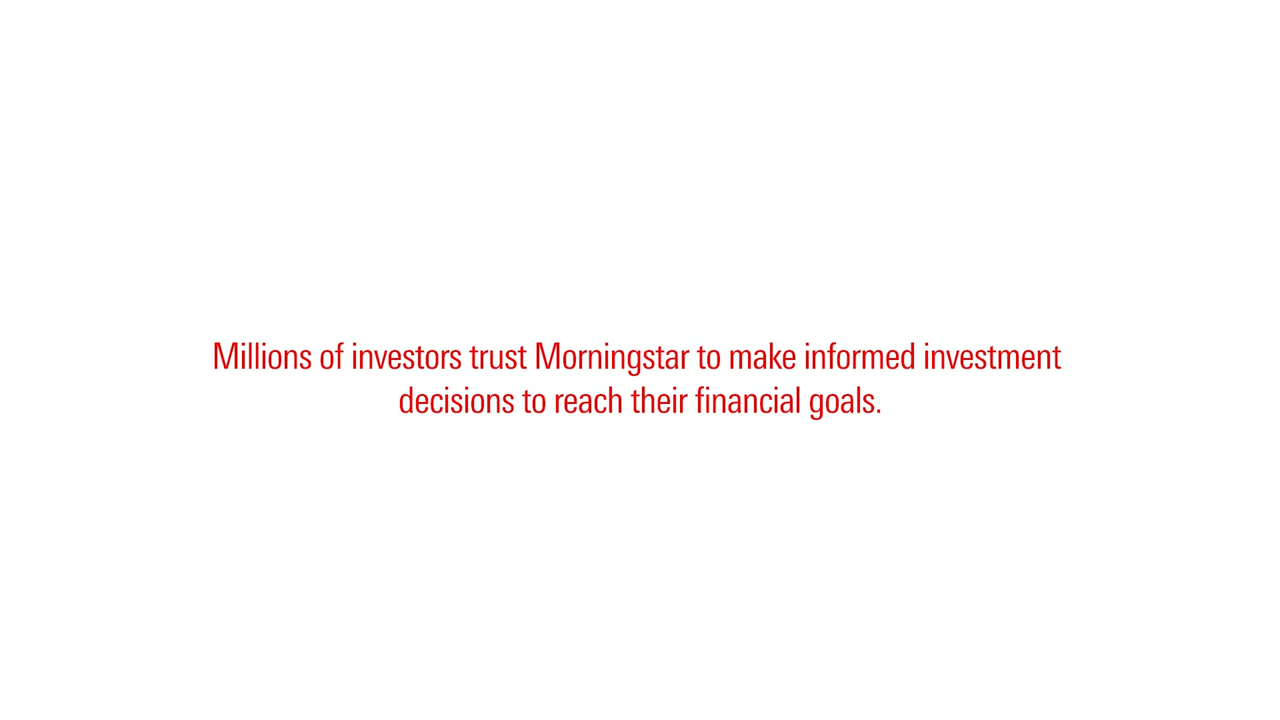 Millions of investors trust Morningstar to make informed investment
decisions to reach their financial goals.